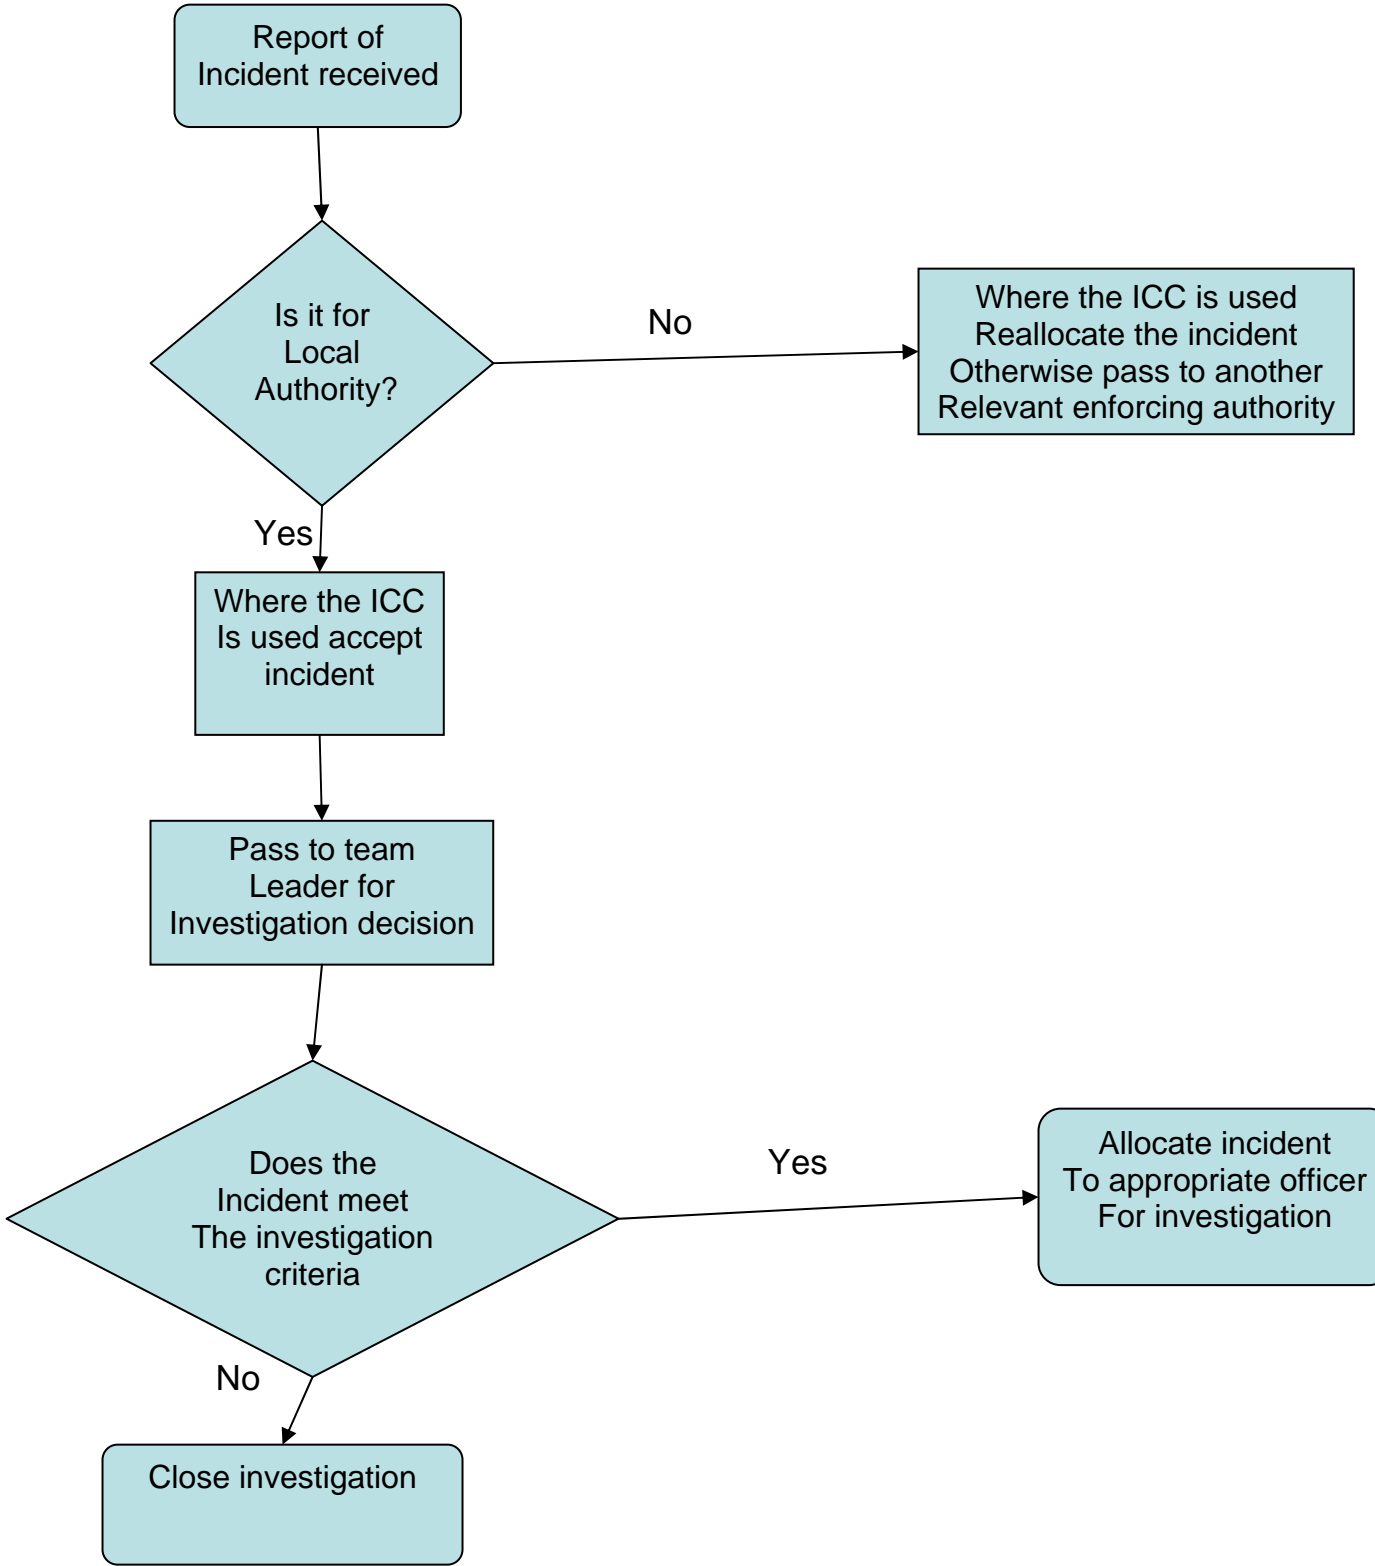 Report of
Incident received
Is it for
Local
Authority?
No
Where the ICC is used
Reallocate the incident
Otherwise pass to another
Relevant enforcing authority
Yes
Where the ICC
Is used accept
incident
Pass to team
Leader for
Investigation decision
Does the
Incident meet
The investigation
criteria
Yes
Allocate incident
To appropriate officer
For investigation
No
Close investigation